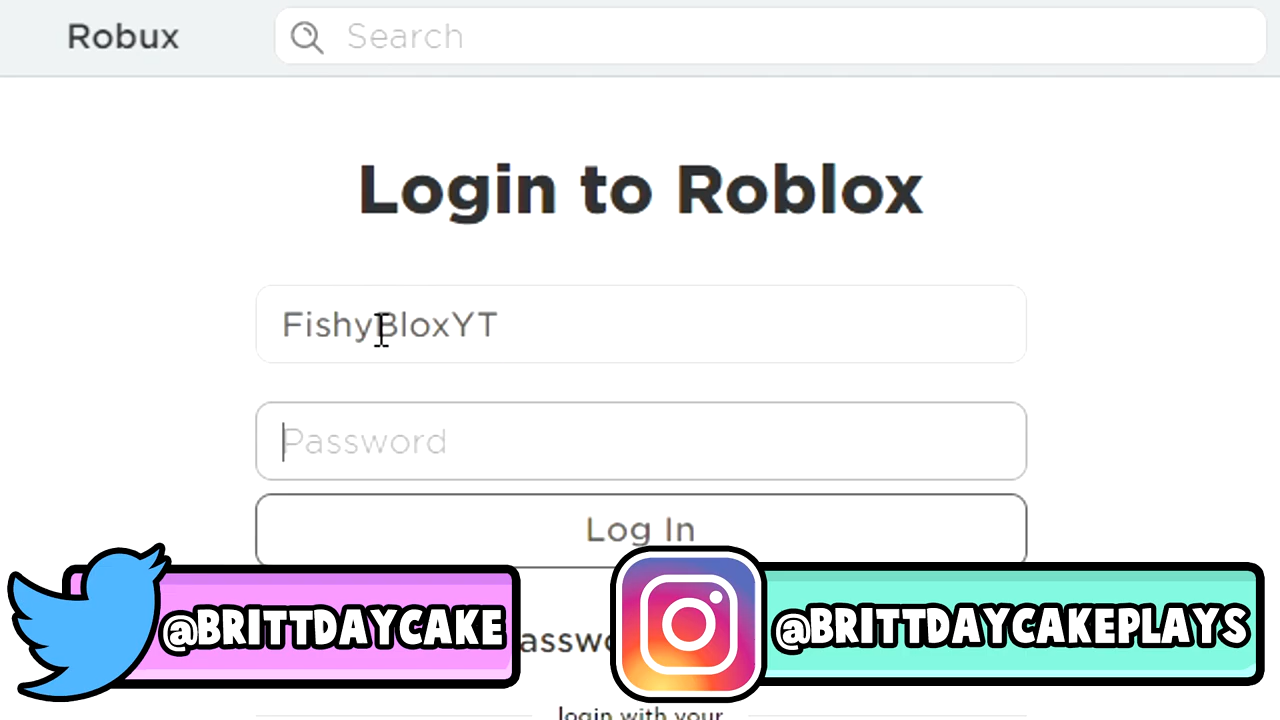 Robux
Search
Login to Roblox
FishyBloxYT
Password
Log In
@BRITTDAYCAKE
@BRITTDAYCAKEPLAYS
login with your